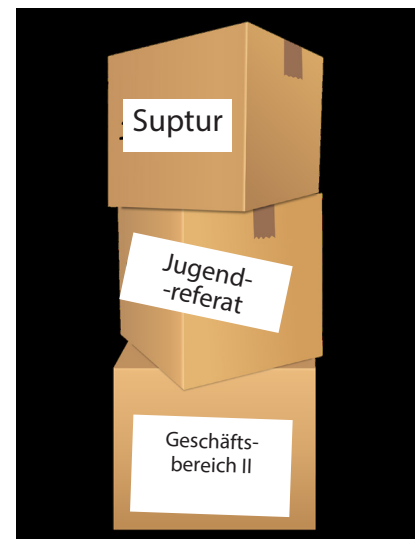 Suptur
Jugend-
-referat
Geschäfts-
bereich II